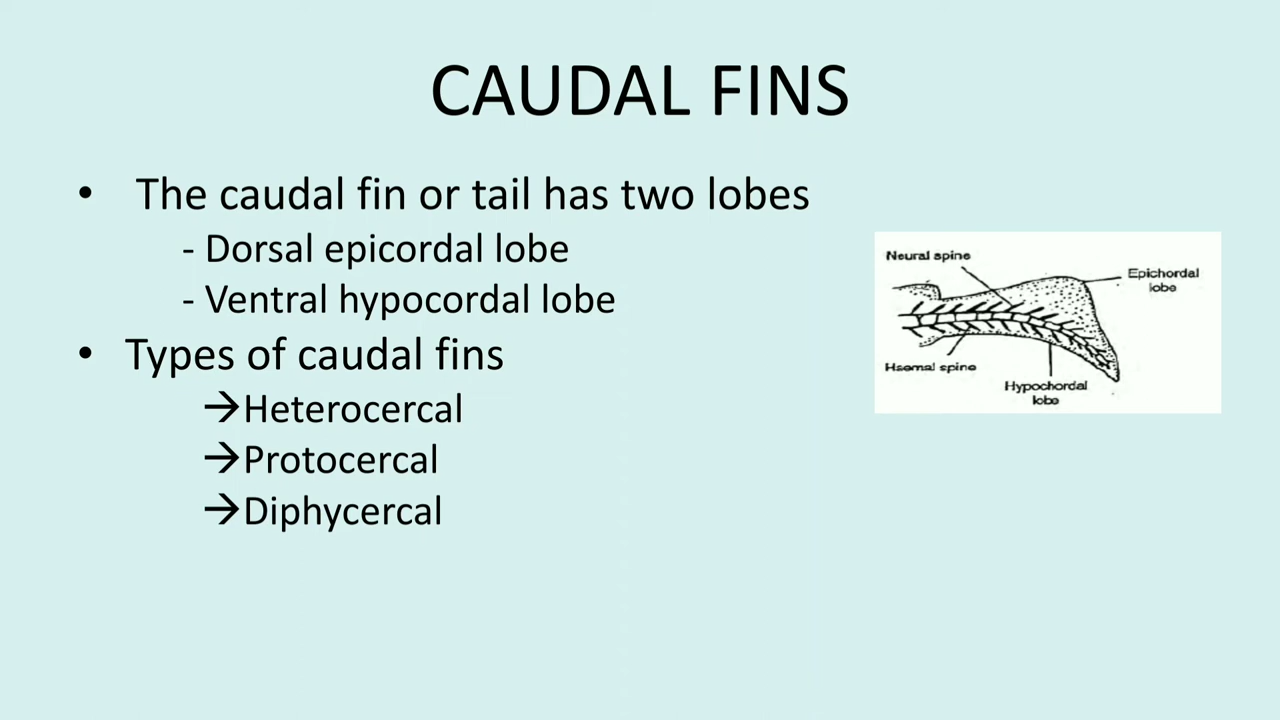 CAUDAL FINS
• The caudal fin or tail has two lobes
- Dorsal epicordal lobe
- Ventral hypocordal lobe
• Types of caudal fins
→Heterocercal
→Protocercal
→Diphycercal
Neural spine
Epichordal
lobe
Haemal spine
Hypochordal
lobe